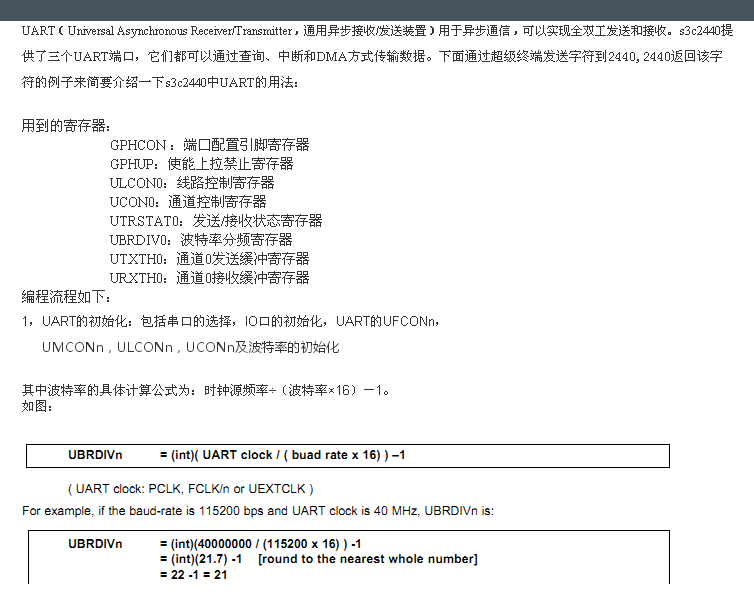 UART（Universal Asynchronous Receiver/Transmitter，通用异步接收/发送装置）用于异步通信，可以实现全双工发送和接收。s3c2440提
供了三个UART端口，它们都可以通过查询、中断和DMA方式传输数据。下面通过超级终端发送字符到2440, 2440返回该字
符的例子来简要介绍一下s3c2440中UART的用法：
用到的寄存器：
GPHCON： 端口配置引脚寄存器
GPHUP：使能上拉禁止寄存器
ULCON0：线路控制寄存器
UCON0：通道控制寄存器
UTRSTAT0：发送/接收状态寄存器
UBRDIV0：波特率分频寄存器
UTXTH0：通道0发送缓冲寄存器
URXTH0：通道0接收缓冲寄存器
编程流程如下：
1，UART的初始化：包括串口的选择，IO口的初始化，UART的UFCONn，
UMCONn，ULCONn，UCONn及波特率的初始化
其中波特率的具体计算公式为：时钟源频率÷（波特率×16）－1。
如图：
UBRDIVn = (int)( UART clock / ( buad rate x 16) ) –1
( UART clock: PCLK, FCLK/n or UEXTCLK )
For example, if the baud-rate is 115200 bps and UART clock is 40 MHz, UBRDIVn is:
UBRDIVn = (int)(40000000 / (115200 x 16) ) -1
= (int)(21.7) -1 [round to the nearest whole number]
= 22 -1 = 21